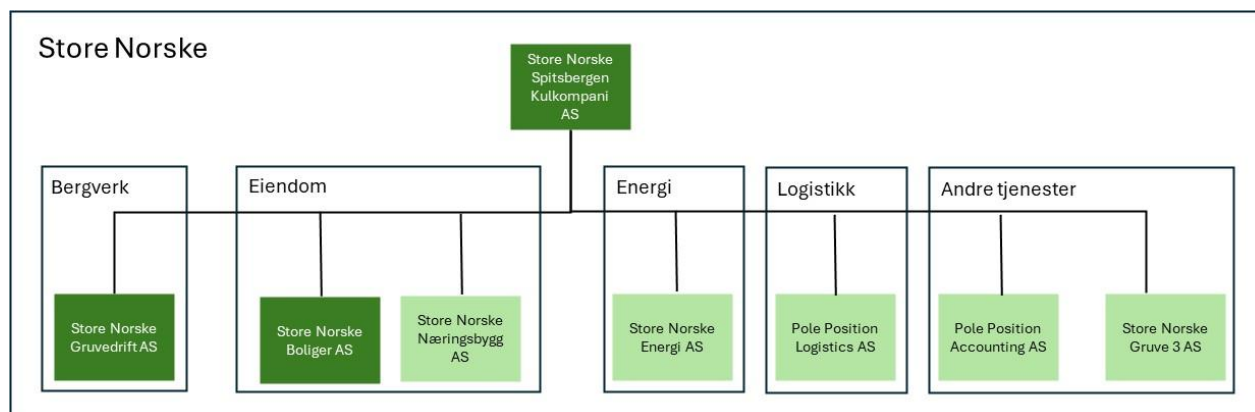 Store Norske
Store Norske
Spitsbergen
Kulkompani
AS
Bergverk
Eiendom
Energi
Logistikk
Andre tjenester
Store Norske
Gruvedrift AS
Store Norske
Boliger AS
Store Norske
Næringsbygg
AS
Store Norske
Energi AS
Pole Position
Logistics AS
Pole Position
Accounting AS
Store Norske
Gruve 3 AS